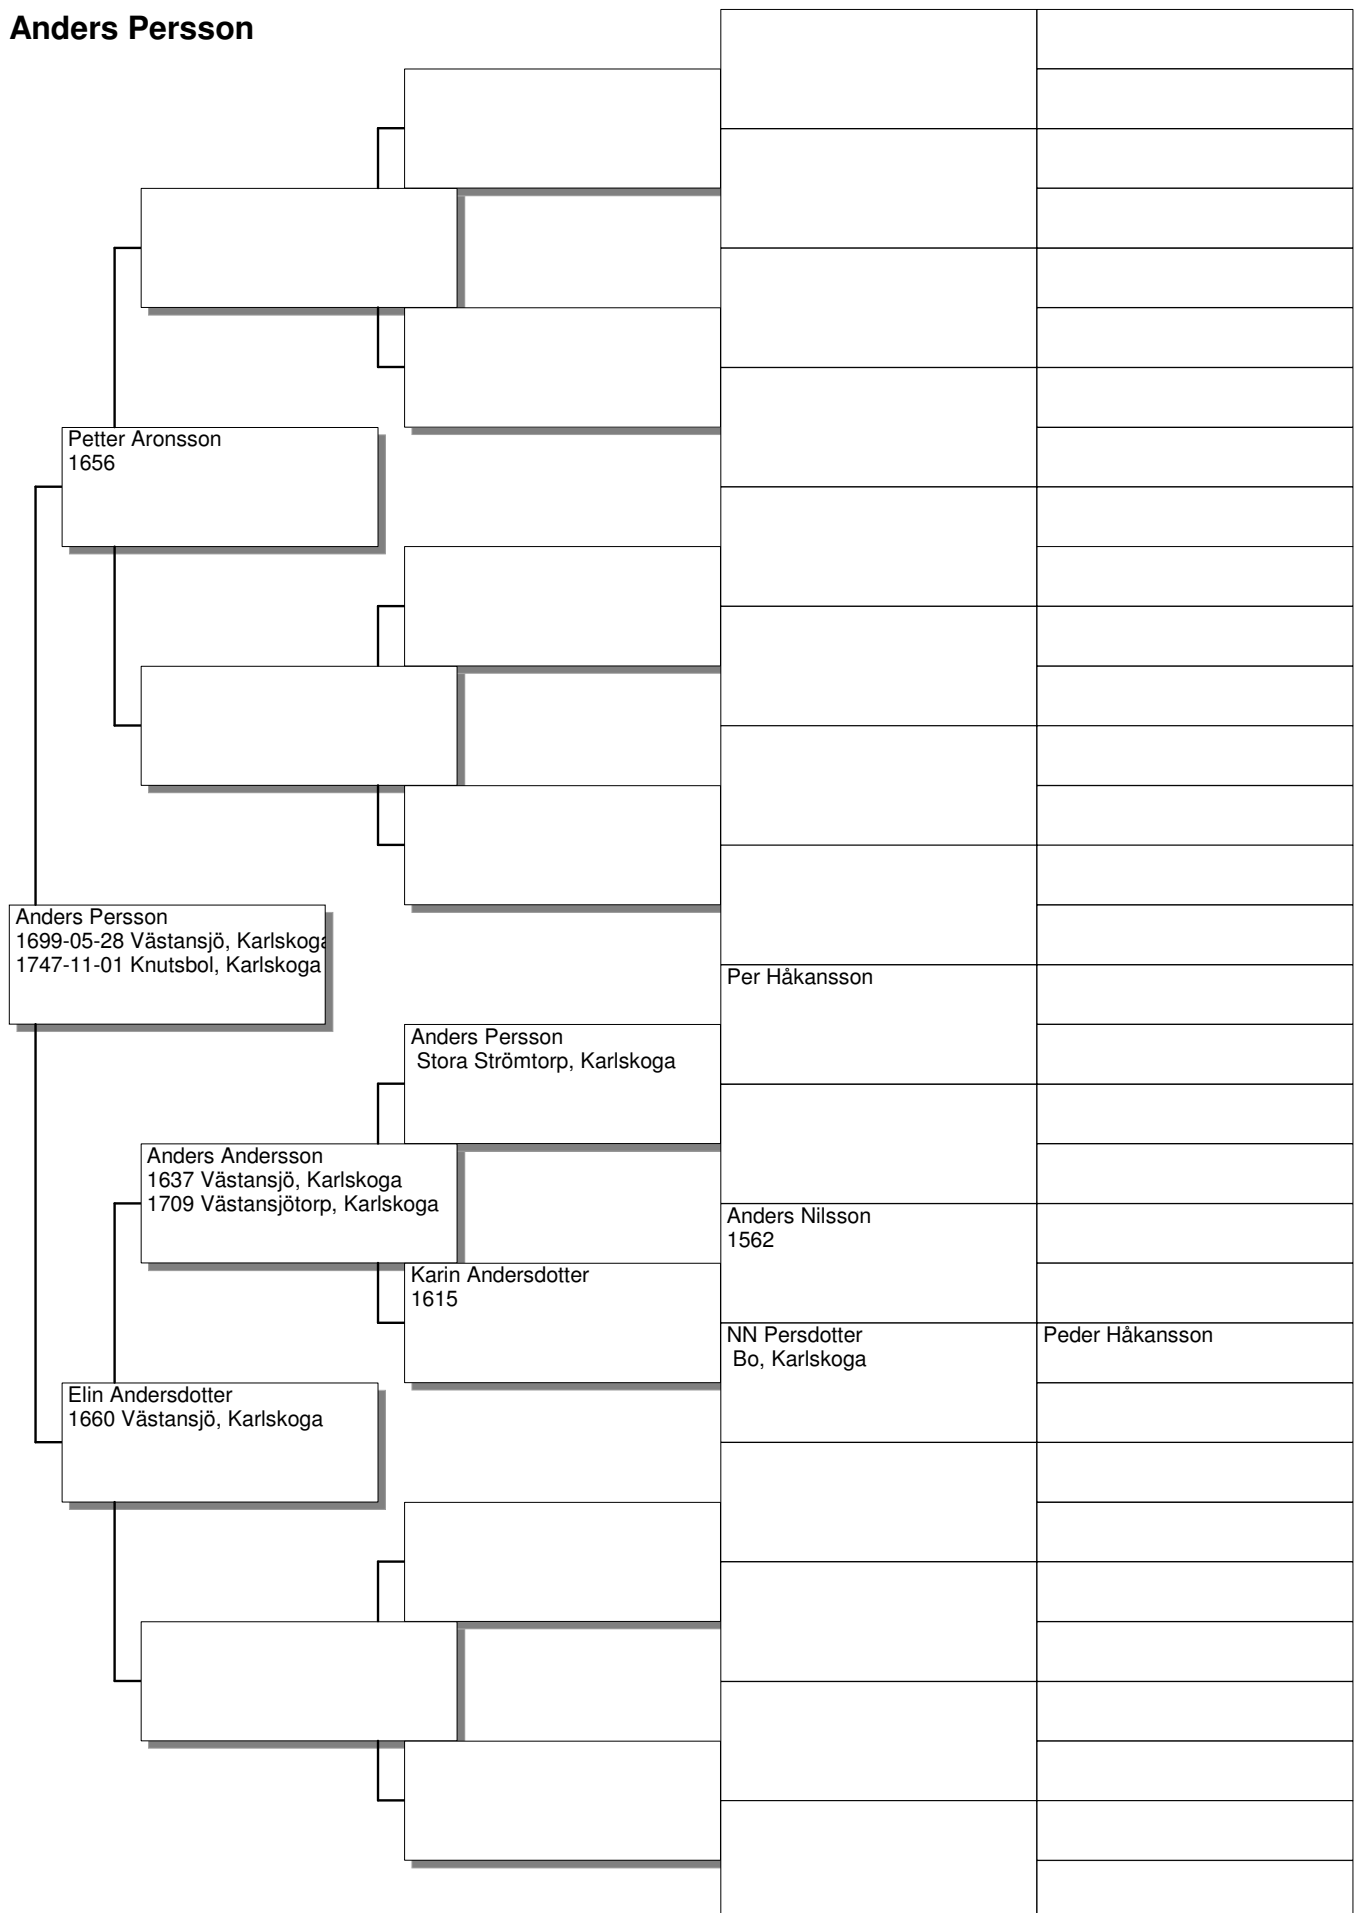 Anders Persson
Petter Aronsson
1656
Anders Persson
1699-05-28 Västansjö, Karlskoga
1747-11-01 Knutsbol, Karlskoga
Per Håkansson
Anders Persson
Stora Strömtorp, Karlskoga
Anders Andersson
1637 Västansjö, Karlskoga
1709 Västansjötorp, Karlskoga
Anders Nilsson
1562
Karin Andersdotter
1615
NN Persdotter
Bo, Karlskoga
Peder Håkansson
Elin Andersdotter
1660 Västansjö, Karlskoga